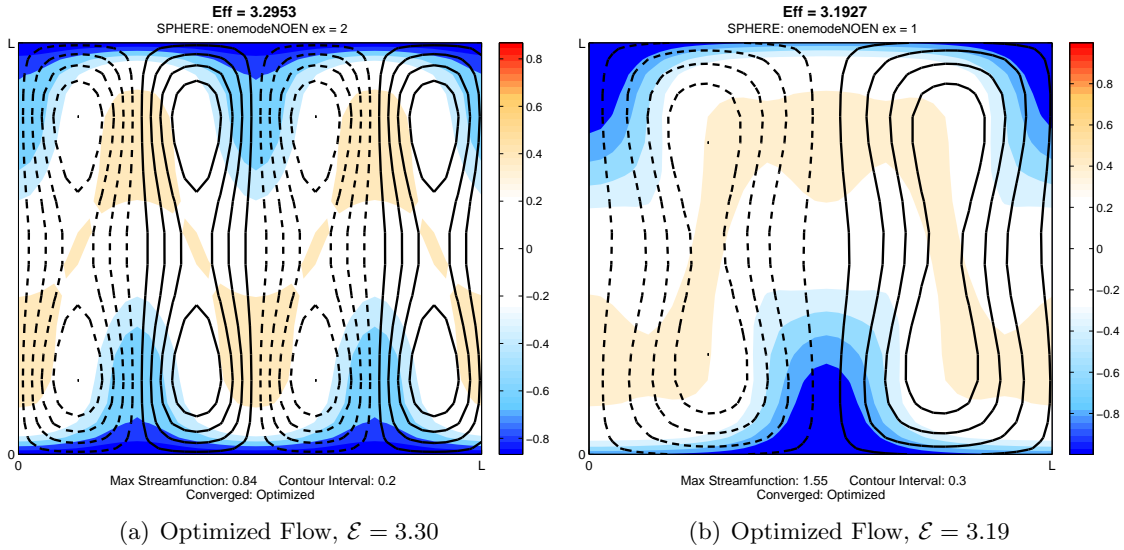 Eff = 3.2953
SPHERE: onemodeNOEN ex = 2
L
0
L
0.8
0.6
0.4
0.2
0
−0.2
−0.4
−0.6
−0.8
Max Streamfunction: 0.84 Contour Interval: 0.2
Converged: Optimized
(a) Optimized Flow, ℰ = 3.30
Eff = 3.1927
SPHERE: onemodeNOEN ex = 1
L
0
L
0.8
0.6
0.4
0.2
0
−0.2
−0.4
−0.6
−0.8
Max Streamfunction: 1.55 Contour Interval: 0.3
Converged: Optimized
(b) Optimized Flow, ℰ = 3.19